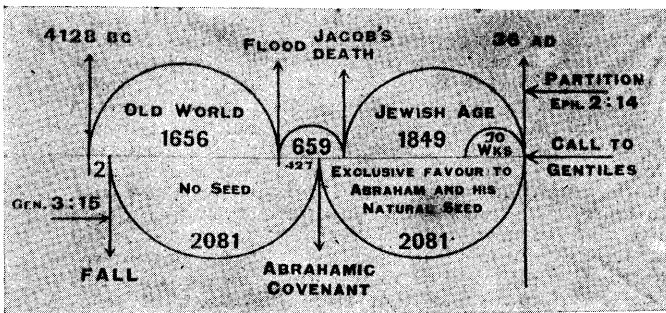 4128 BC
FLOOD
JACOB'S
DEATH
36 AD
PARTITION
EPH. 2:14
OLD WORLD
1656
659
JEWISH AGE
1849
70
WKS
CALL TO
GENTILES
2
427
NO SEED
EXCLUSIVE FAVOUR TO
ABRAHAM AND HIS
NATURAL SEED
GEN. 3:15
2081
2081
FALL
ABRAHAMIC
COVENANT